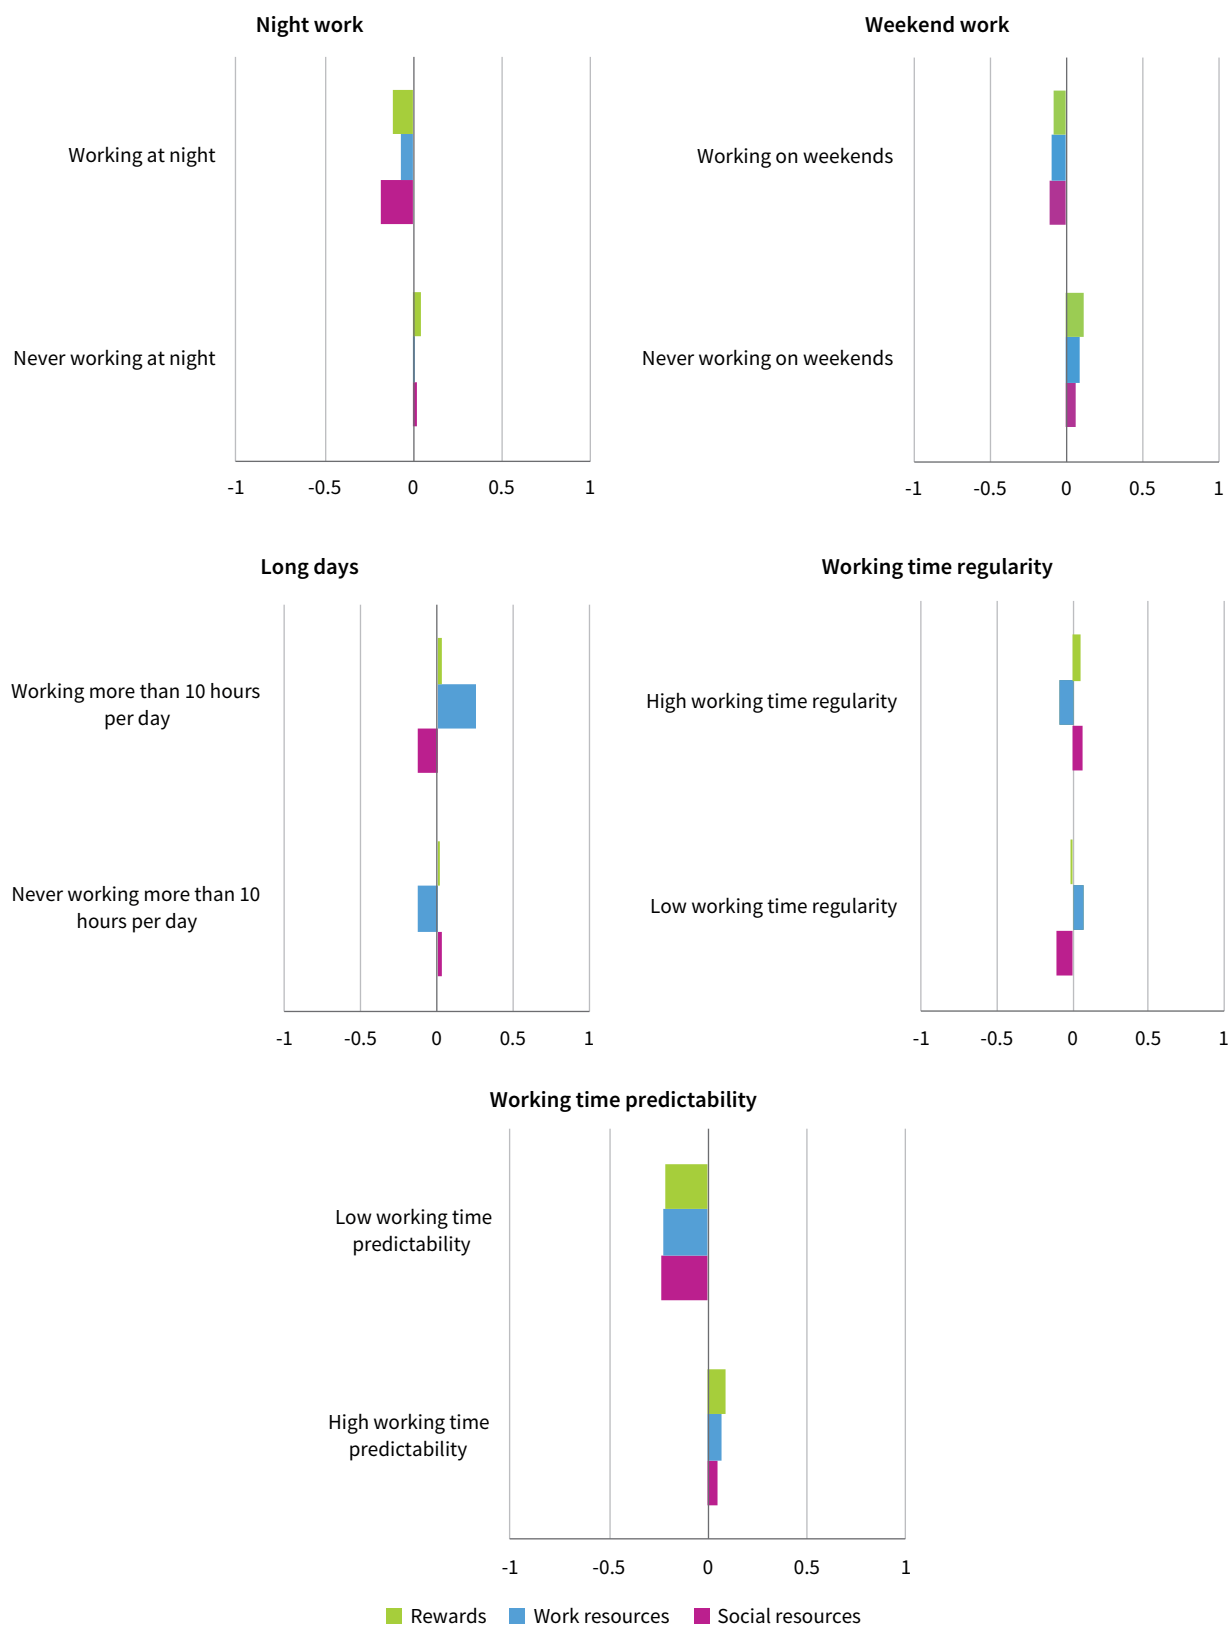 Night work
Working at night
Never working at night
-1 -0.5 0 0.5 1
Weekend work
Working on weekends
Never working on weekends
-1 -0.5 0 0.5 1
Long days
Working more than 10 hours
per day
Never working more than 10
hours per day
-1 -0.5 0 0.5 1
Working time regularity
High working time regularity
Low working time regularity
-1 -0.5 0 0.5 1
Working time predictability
Low working time
predictability
High working time
predictability
-1 -0.5 0 0.5 1
Rewards Work resources Social resources